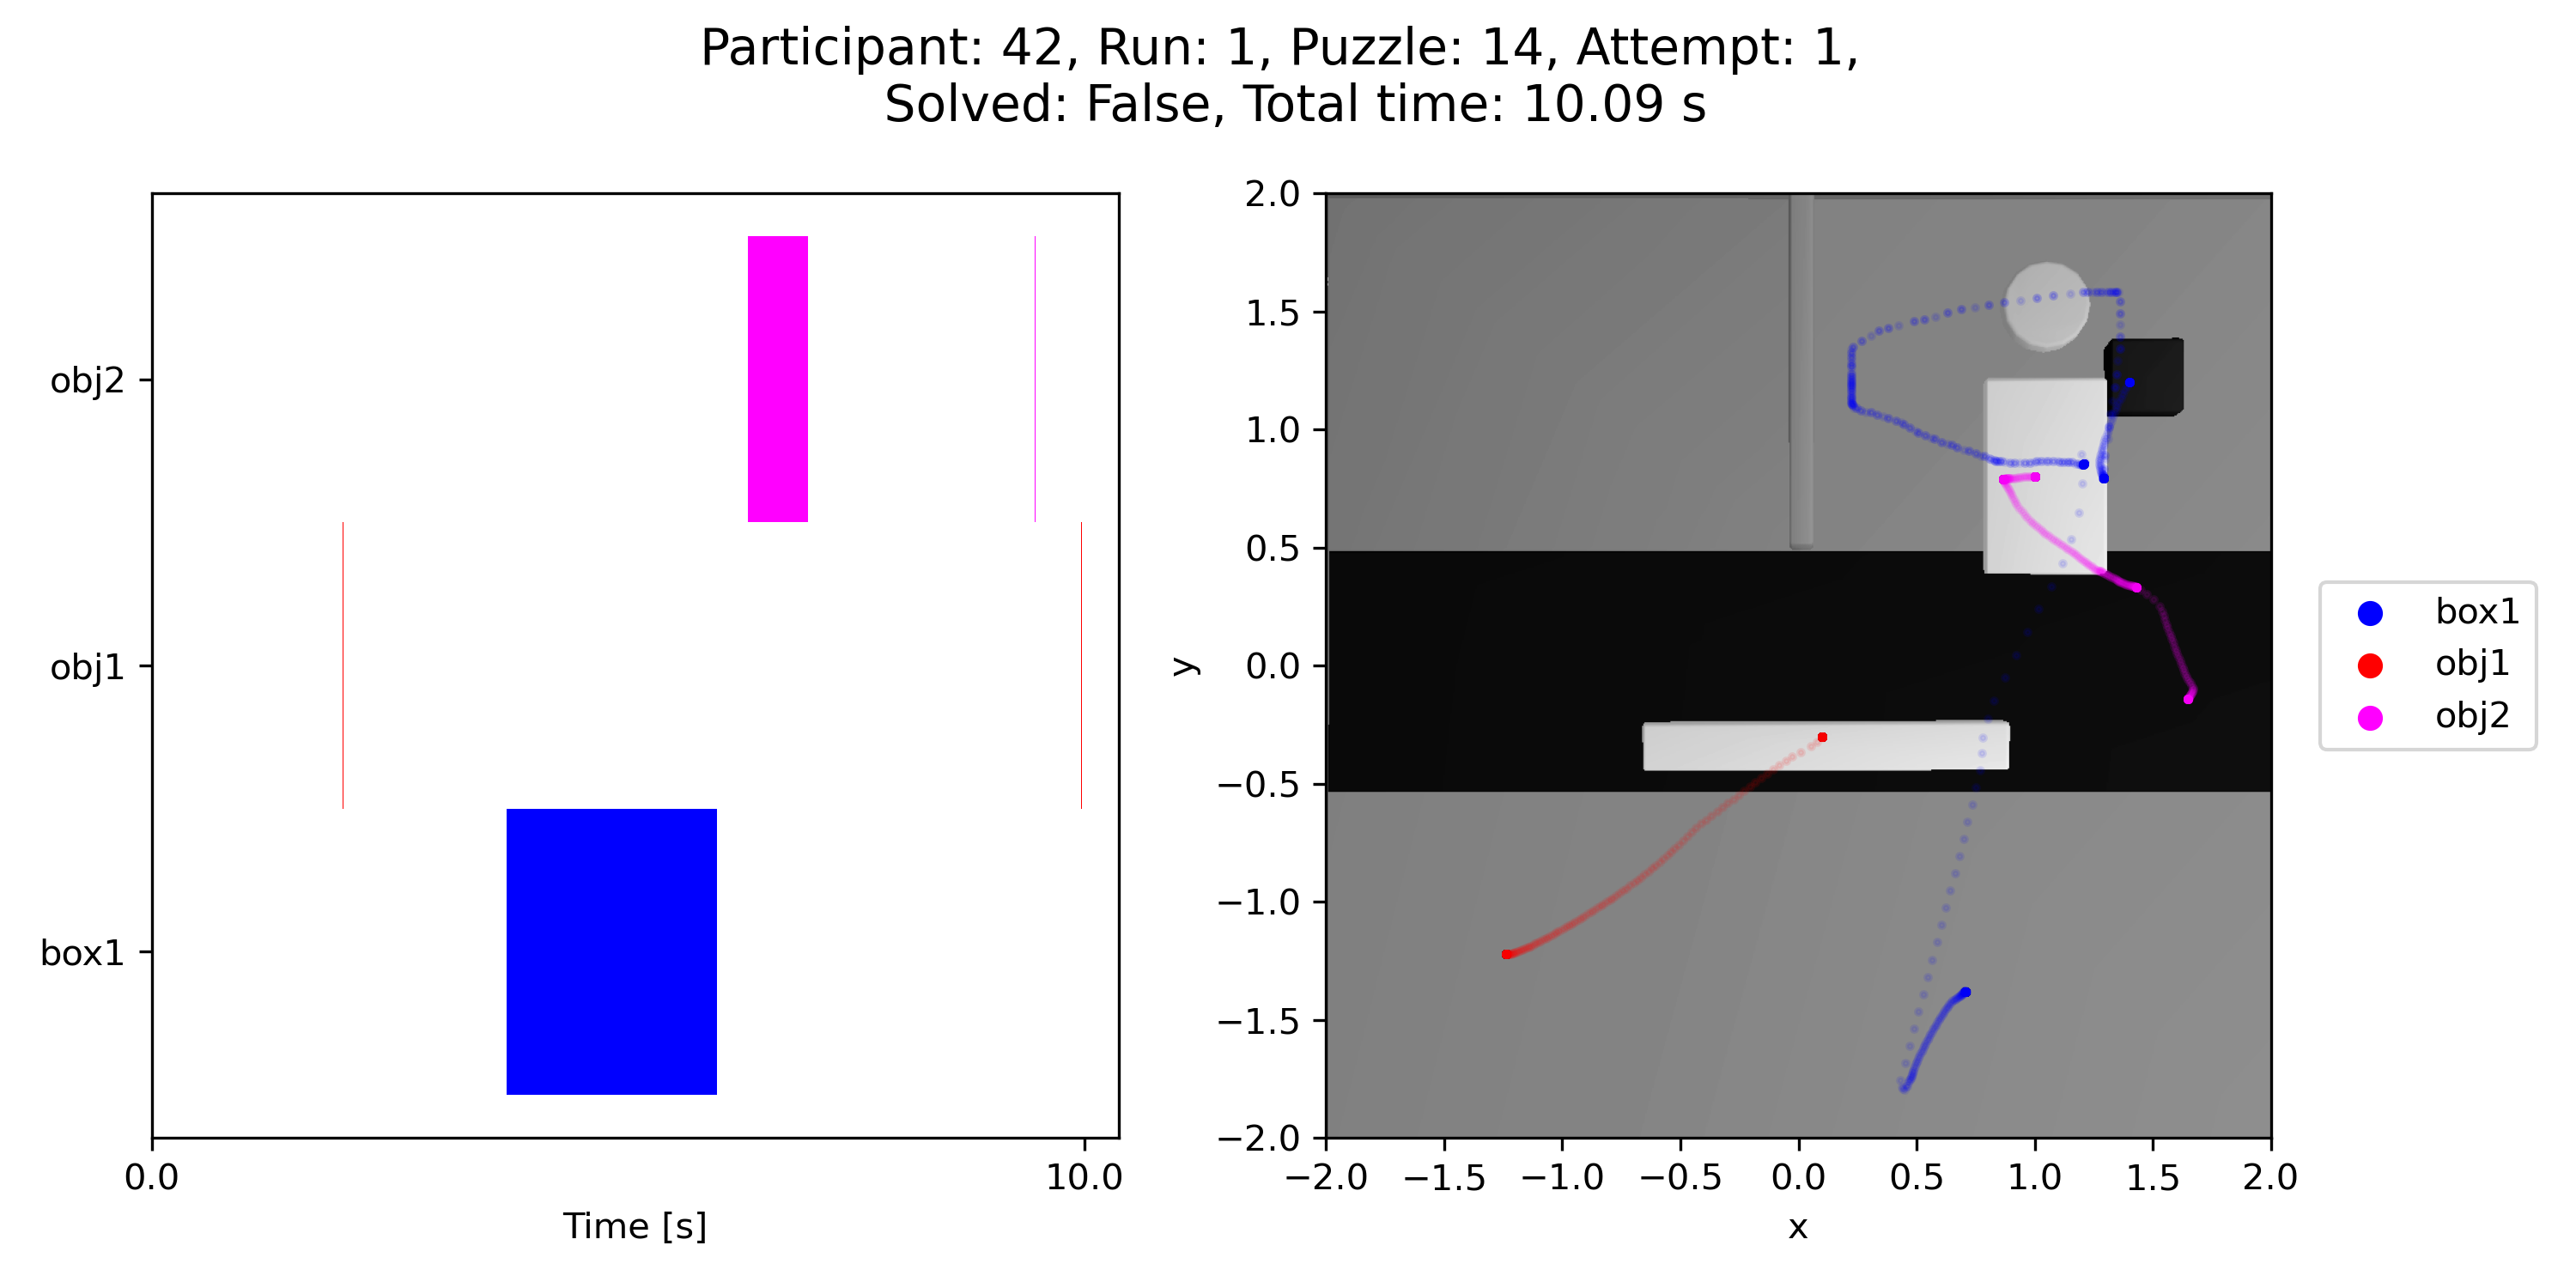 Participant: 42, Run: 1, Puzzle: 14, Attempt: 1,
Solved: False, Total time: 10.09 s
obj2
obj1
box1
0.0
10.0
Time [s]
2.0
1.5
1.0
0.5
0.0
−0.5
−1.0
−1.5
−2.0
y
−2.0
−1.5
−1.0
−0.5
0.0
0.5
1.0
1.5
2.0
x
box1
obj1
obj2